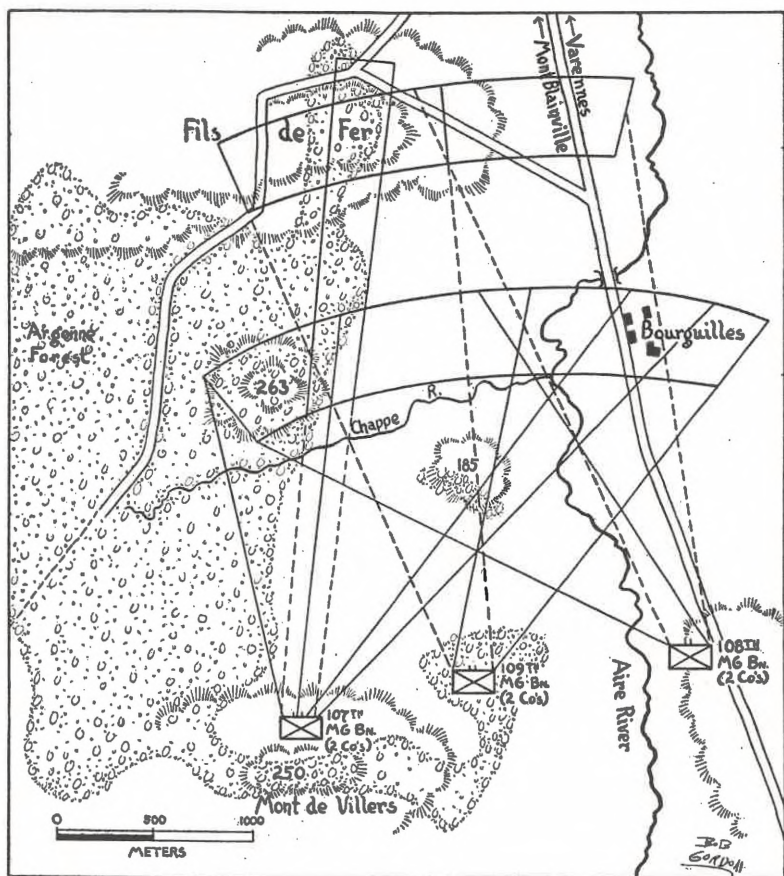 Varennes
Mont Blainville
Fils de Fer
Argonne
Forest
Bourguilles
263
Chappe R.
185
108TH
MG BN.
(2 Co's)
109TH
MG BN.
(2 Co's)
107TH
MG BN.
(2 Co's)
Aire River
250
Mont de Villers
0 500 1000
METERS
BOB
GORDON